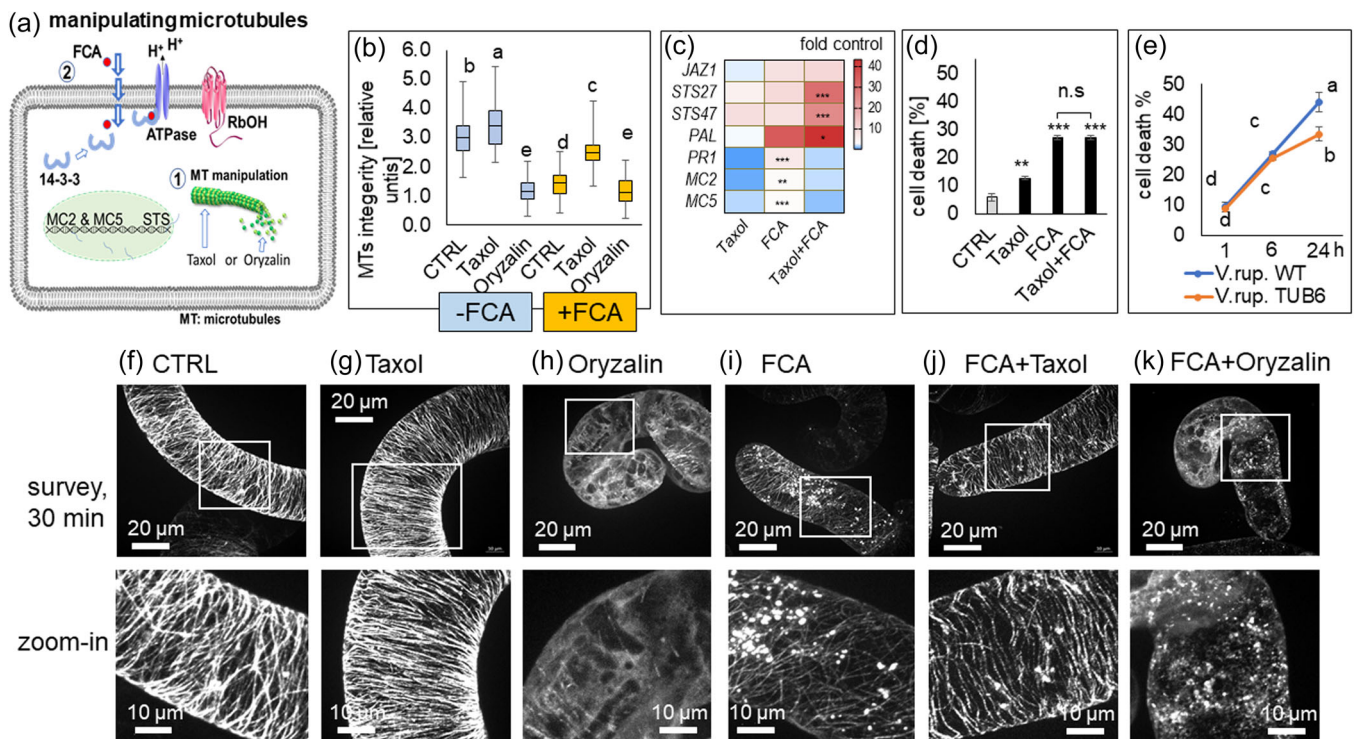 (a) manipulating microtubules
FCA
H⁺ H⁺
2
ATPase
RbOH
14-3-3
1 MT manipulation
MC2 & MC5 STS
Taxol or Oryzalin
MT: microtubules
(b)
MTs integerity [relative untis]
6.0
5.0
4.0
3.0
2.0
1.0
0.0
b
a
e
d
c
e
CTRL
Taxol
Oryzalin
CTRL
Taxol
Oryzalin
-FCA
+FCA
(c)
fold control
40
30
20
10
JAZ1
STS27 ***
STS47 ***
PAL *
PR1 ***
MC2 **
MC5 ***
Taxol
FCA
Taxol+FCA
(d)
cell death [%]
50
40
30
20
10
0
n.s
**
***
***
CTRL
Taxol
FCA
Taxol+FCA
(e)
cell death %
50
40
30
20
10
0
a
c
b
d
c
d
1 6 24 h
V.rup. WT
V.rup. TUB6
(f) CTRL
(g) Taxol
(h) Oryzalin
(i) FCA
(j) FCA+Taxol
(k) FCA+Oryzalin
survey,
30 min
20 µm
20 µm
20 µm
20 µm
20 µm
20 µm
zoom-in
10 µm
10 µm
10 µm
10 µm
10 µm
10 µm